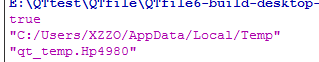 E:\QTtest\QTfile\QTfile6-build-desktop-
true
"C:/Users/XZZO/AppData/Local/Temp"
"qt_temp.Hp4980"